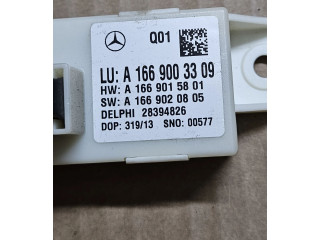 Q01
LU: A 166 900 33 09
HW: A 166 901 58 01
SW: A 166 902 08 05
DELPHI 28394826
DOP: 319/13 SNO: 00577